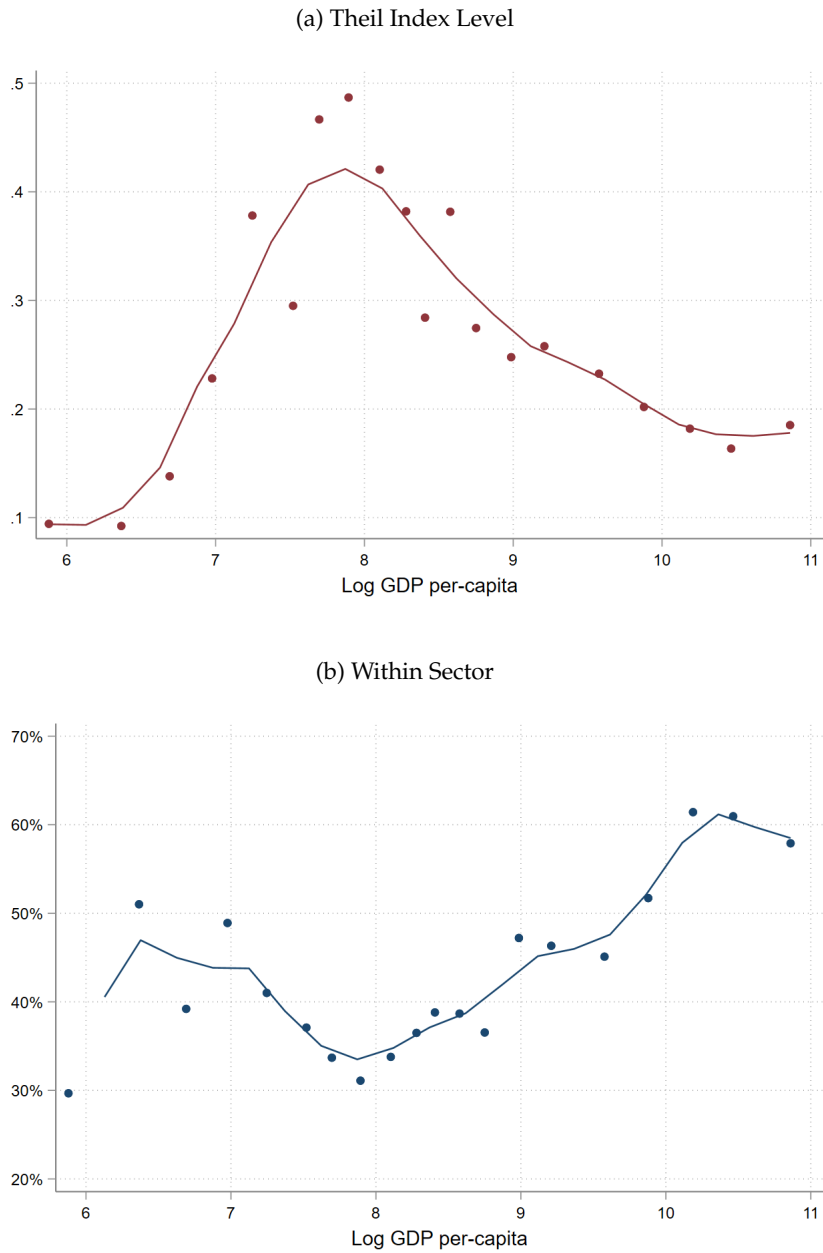 (a) Theil Index Level
.5
.4
.3
.2
.1
6 7 8 9 10 11
Log GDP per-capita
(b) Within Sector
70%
60%
50%
40%
30%
20%
6 7 8 9 10 11
Log GDP per-capita